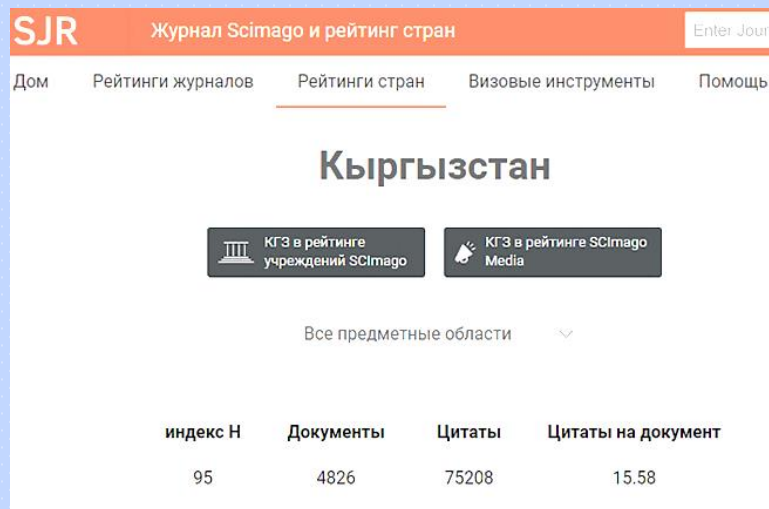 SJR Журнал Scimago и рейтинг стран Enter Jour
Дом Рейтинги журналов Рейтинги стран Визовые инструменты Помощь
Кыргызстан
КГЗ в рейтинге
учреждений SCImago
КГЗ в рейтинге SCImago
Media
Все предметные области
индекс H Документы Цитаты Цитаты на документ
95 4826 75208 15.58